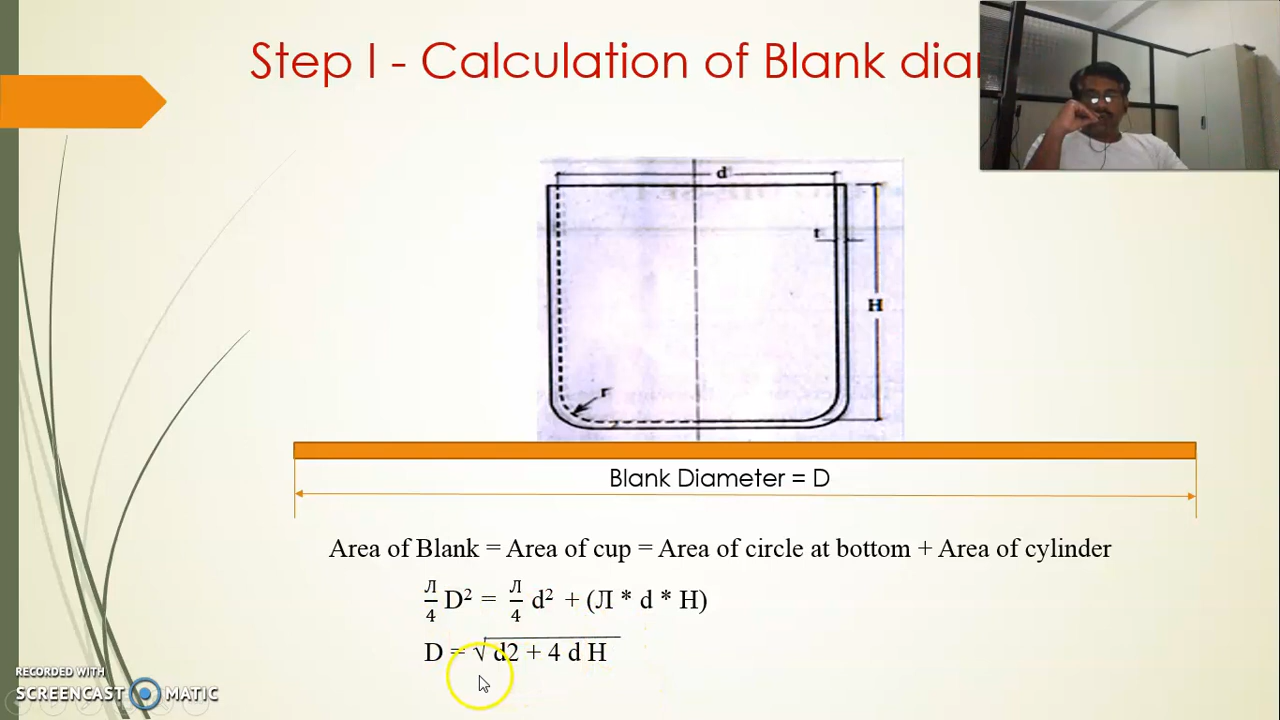 Step I - Calculation of Blank
d
t
H
r
Blank Diameter = D
Area of Blank = Area of cup = Area of circle at bottom + Area of cylinder
Л/4 D² = Л/4 d² + (Л * d * H)
D = √ d2 + 4 d H
RECORDED WITH
SCREENCAST MATIC